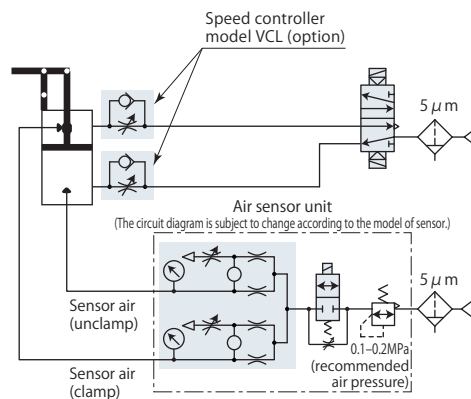 Speed controller
model VCL (option)
5 µm
Air sensor unit
(The circuit diagram is subject to change according to the model of sensor.)
5 µm
Sensor air
(unclamp)
0.1–0.2MPa
(recommended
air pressure)
Sensor air
(clamp)